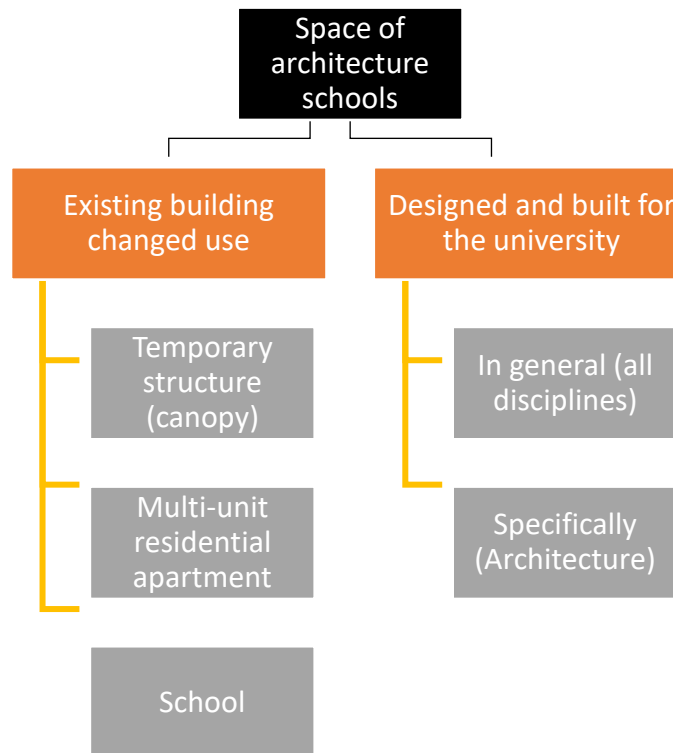 Space of
architecture
schools
Existing building
changed use
Designed and built for
the university
Temporary
structure
(canopy)
In general (all
disciplines)
Multi-unit
residential
apartment
Specifically
(Architecture)
School